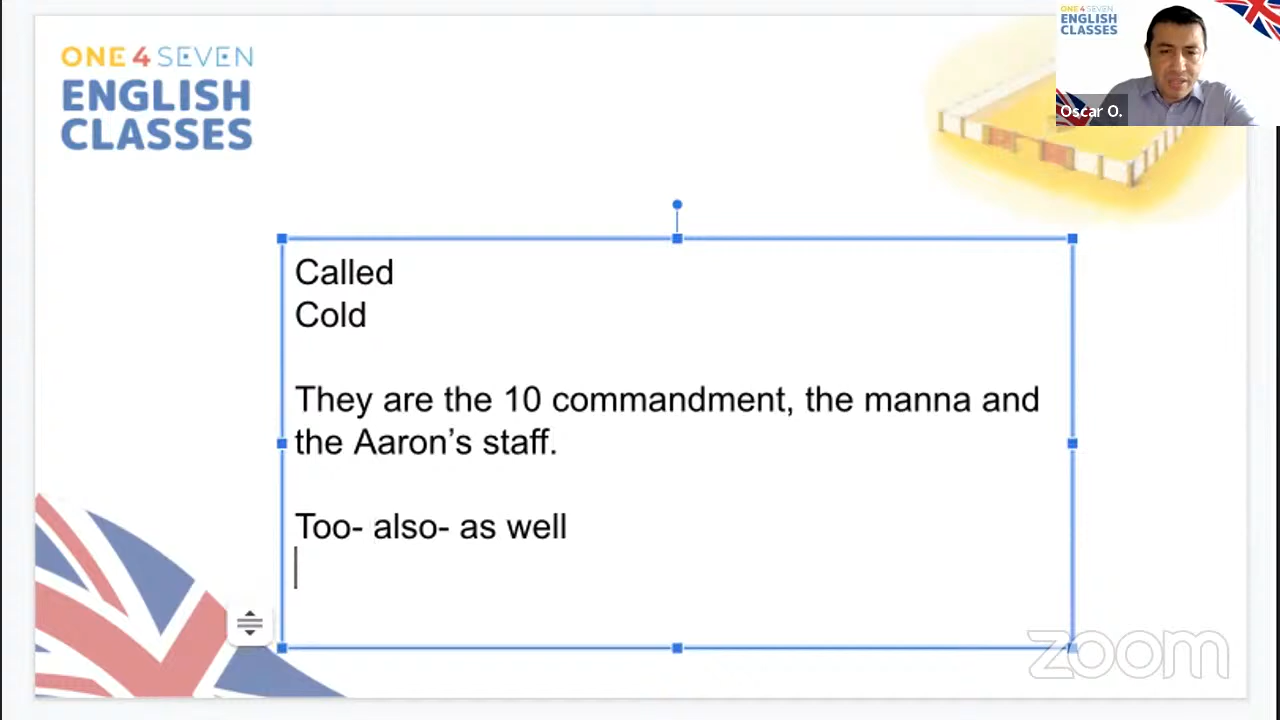 ONE 4 SEVEN
ENGLISH
CLASSES
ONE 4 SEVEN
ENGLISH
CLASSES
Oscar O.
Called
Cold
They are the 10 commandment, the manna and
the Aaron’s staff.
Too- also- as well
zoom